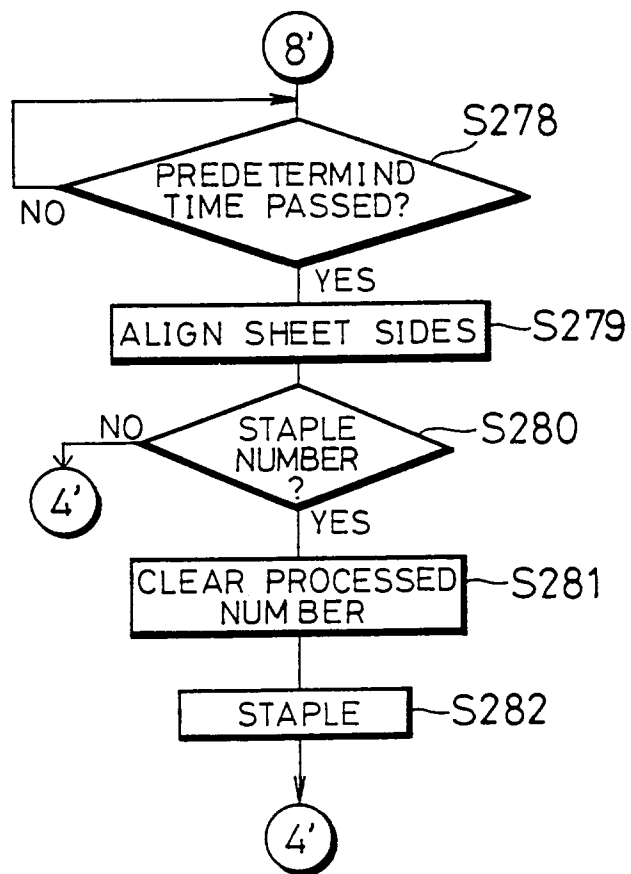 8'
S278
PREDETERMIND
TIME PASSED?
NO
YES
ALIGN SHEET SIDES
S279
NO
STAPLE
NUMBER
?
S280
4'
YES
CLEAR PROCESSED
NUMBER
S281
STAPLE
S282
4'